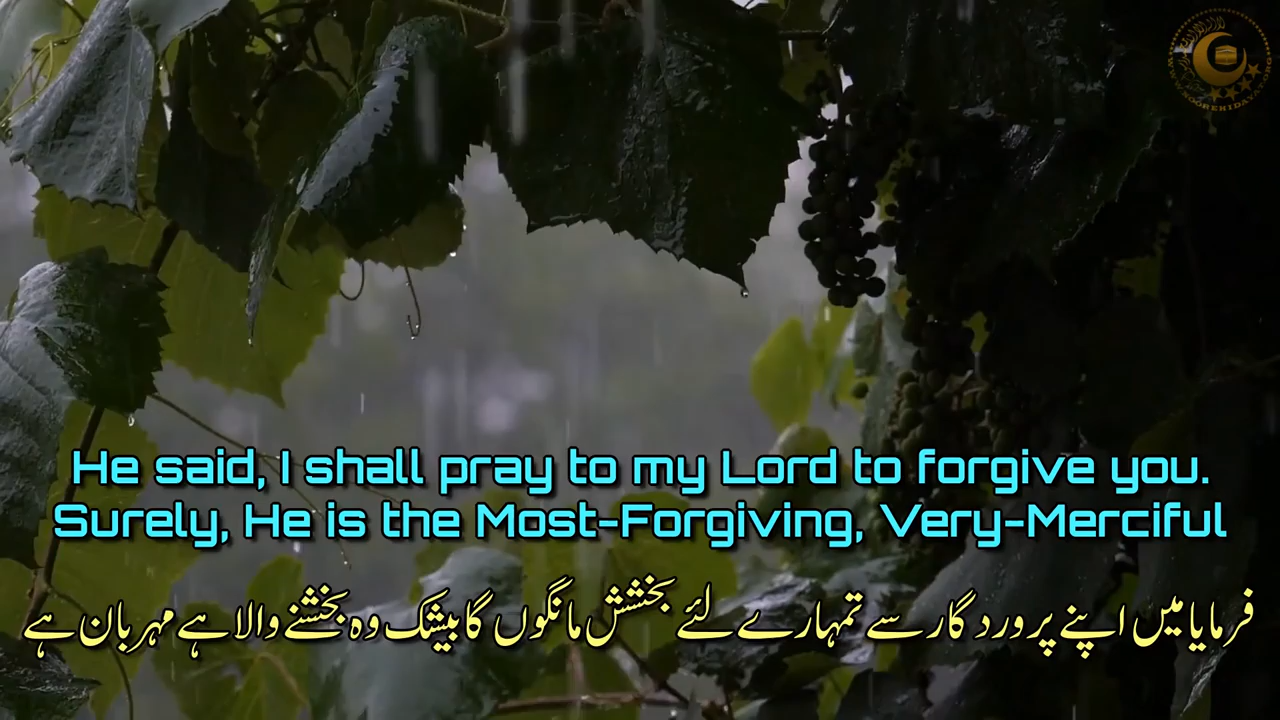 He said, I shall pray to my Lord to forgive you.
Surely, He is the Most-Forgiving, Very-Merciful
فرمایا میں اپنے پروردگار سے تمہارے لئے بخشش مانگوں گا بیشک وہ بخشنے والا ہے مہربان ہے